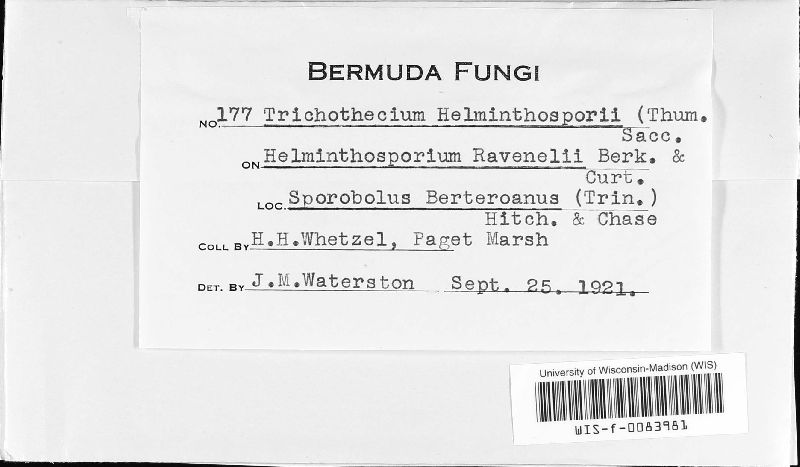 BERMUDA FUNGI
NO. 177 Trichothecium Helminthosporii (Thum.
Sacc.
ON Helminthosporium Ravenelii Berk. &
Curt.
LOC. Sporobolus Berteroanus (Trin.)
Hitch. & Chase
COLL BY H.H.Whetzel, Paget Marsh
DET. BY J.M.Waterston Sept. 25. 1921.
University of Wisconsin-Madison (WIS)
WIS-f-0083981